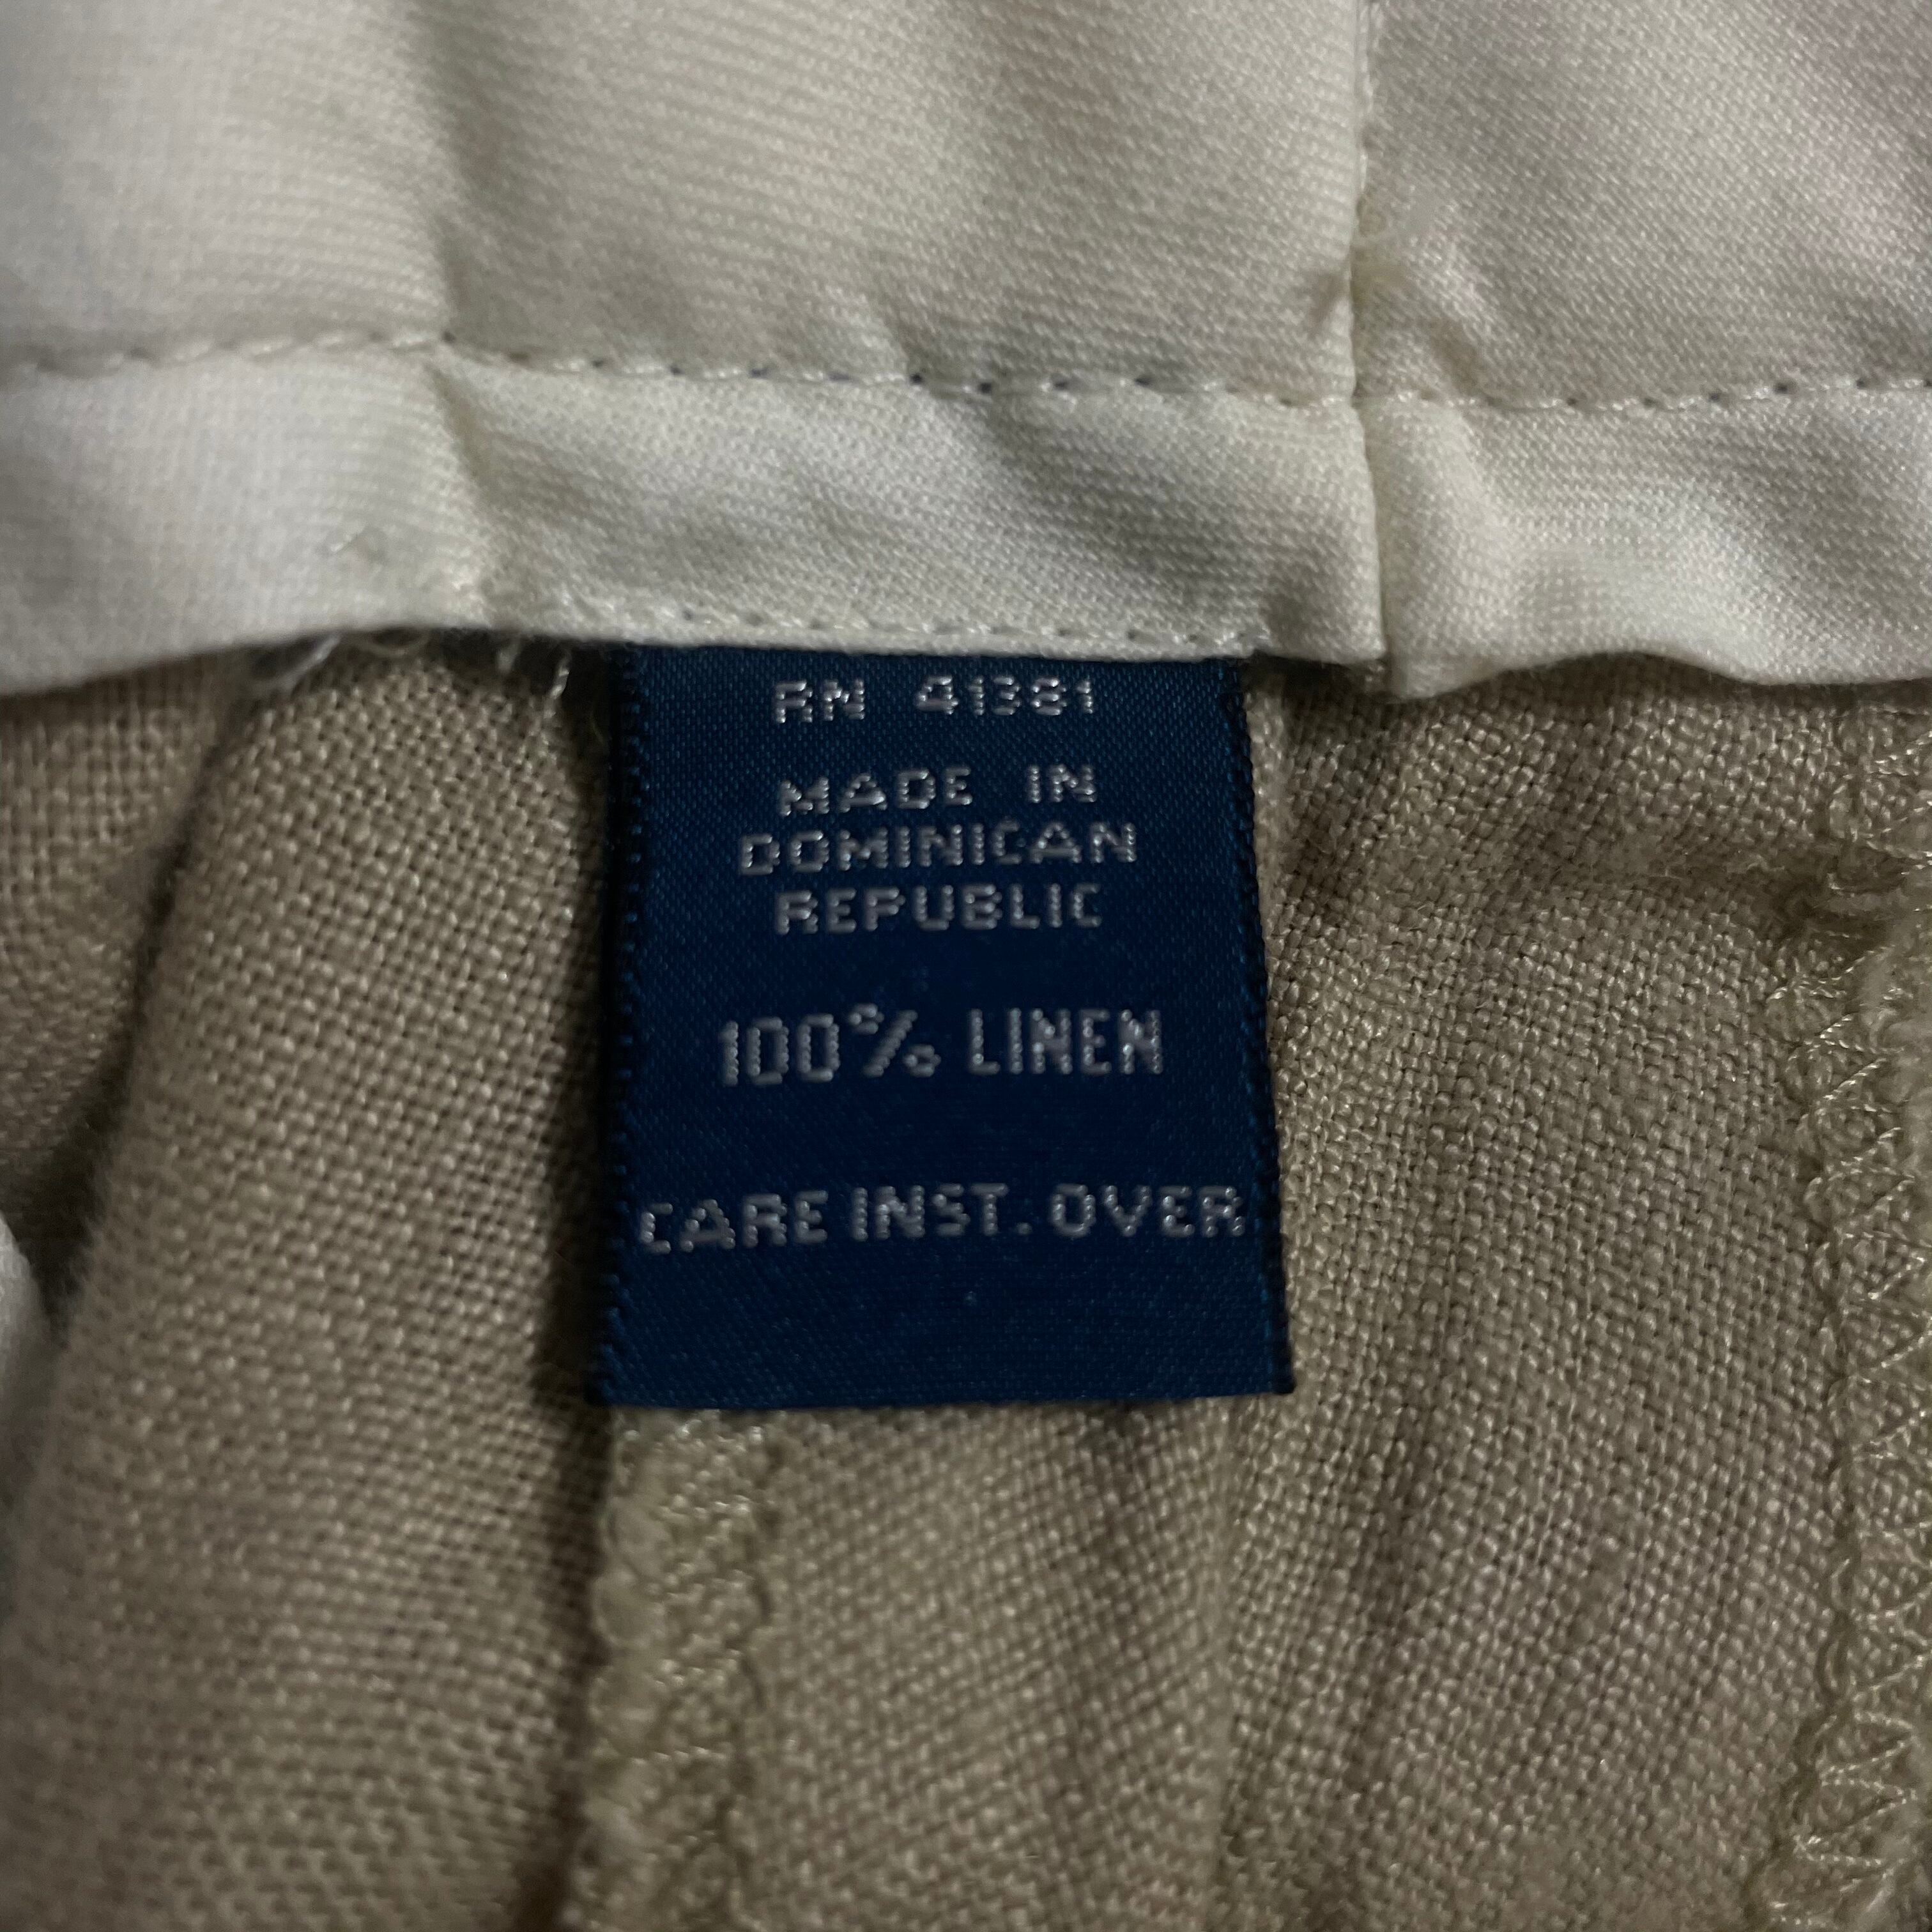 RN 41381
MADE IN
DOMINICAN
REPUBLIC
100% LINEN
CARE INST. OVER